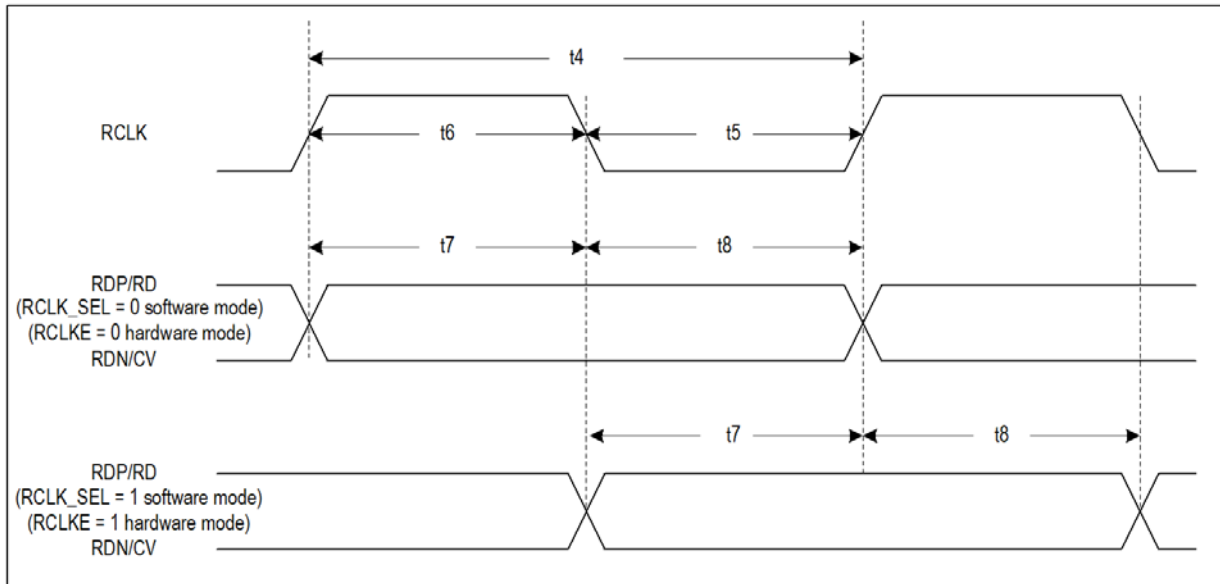 t4
RCLK
t6
t5
t7
t8
RDP/RD
(RCLK_SEL = 0 software mode)
(RCLKE = 0 hardware mode)
RDN/CV
t7
t8
RDP/RD
(RCLK_SEL = 1 software mode)
(RCLKE = 1 hardware mode)
RDN/CV